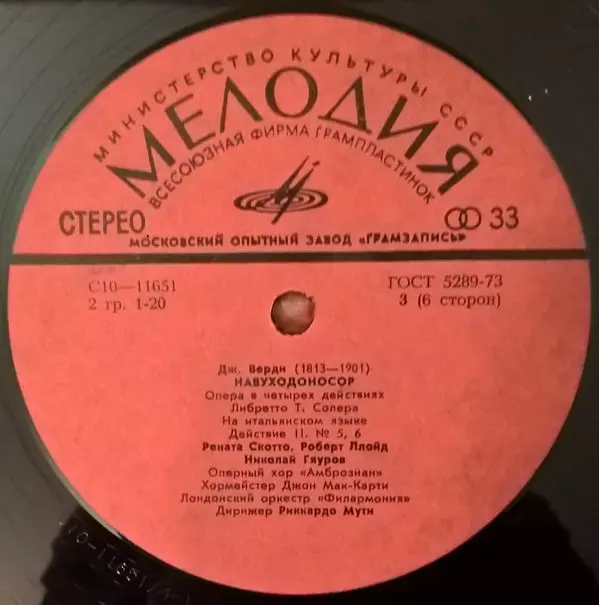 МИНИСТЕРСТВО КУЛЬТУРЫ СССР
МЕЛОДИЯ
ВСЕСОЮЗНАЯ ФИРМА ГРАМПЛАСТИНОК
СТЕРЕО 33
МОСКОВСКИЙ ОПЫТНЫЙ ЗАВОД «ГРАМЗАПИСЬ»
С10—11651 ГОСТ 5289-73
2 гр. 1-20 3 (6 сторон)
Дж. Верди (1813—1901)
НАВУХОДОНОСОР
Опера в четырех действиях
Либретто Т. Солера
На итальянском языке
Действие II. № 5, 6
Рената Скотто, Роберт Ллойд
Николай Гяуров
Оперный хор «Амброзиан»
Хормейстер Джон Мак-Карти
Лондонский оркестр «Филармония»
Дирижер Риккардо Мути